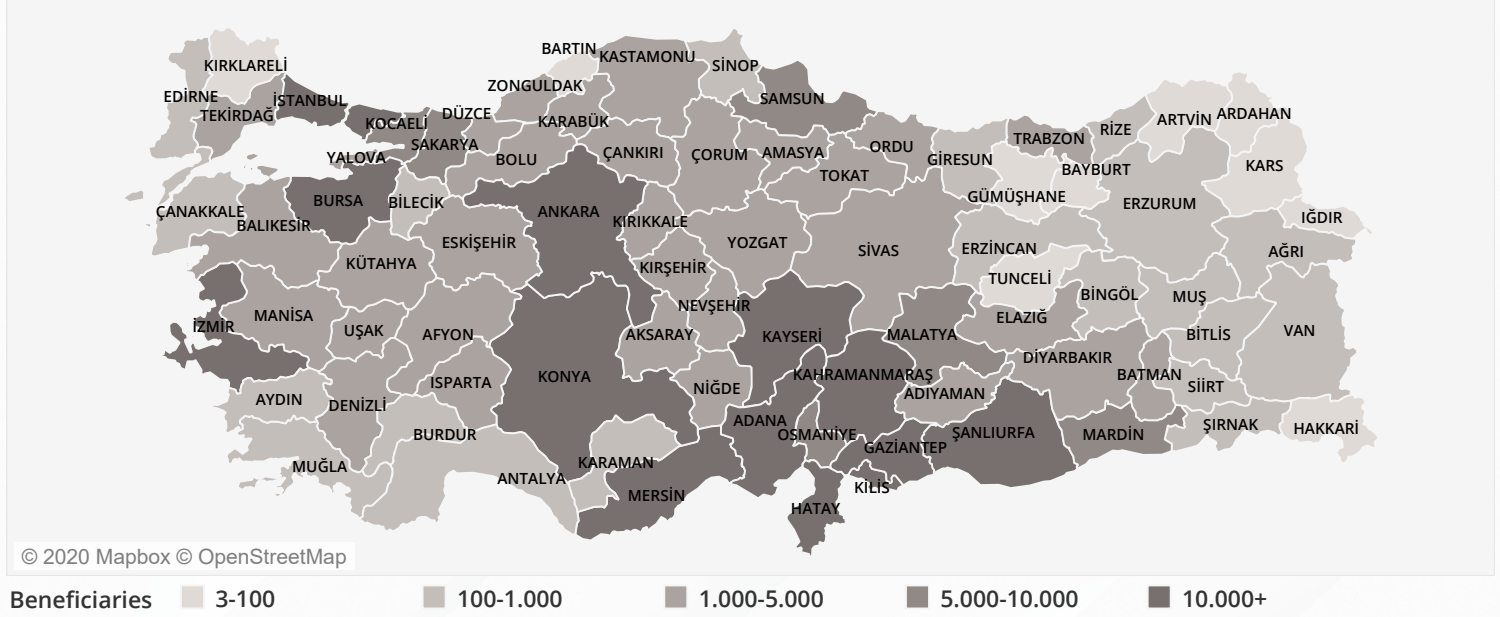 BARTIN
KASTAMONU
KIRKLARELİ
SİNOP
ZONGULDAK
EDİRNE
İSTANBUL
SAMSUN
TEKİRDAĞ
DÜZCE
ARTVİN
ARDAHAN
KOCAELİ
KARABÜK
RİZE
TRABZON
SAKARYA
ORDU
YALOVA
BOLU
ÇANKIRI
ÇORUM
AMASYA
GİRESUN
KARS
BAYBURT
TOKAT
BURSA
BİLECİK
GÜMÜŞHANE
ERZURUM
ÇANAKKALE
ANKARA
IĞDIR
BALIKESİR
KIRIKKALE
ESKİŞEHİR
YOZGAT
SİVAS
ERZİNCAN
AĞRI
KÜTAHYA
KIRŞEHİR
TUNCELİ
BİNGÖL
MUŞ
NEVŞEHİR
MANİSA
ELAZIĞ
İZMİR
UŞAK
AFYON
AKSARAY
KAYSERİ
MALATYA
BİTLİS
VAN
DİYARBAKIR
KONYA
KAHRAMANMARAŞ
BATMAN
ISPARTA
NİĞDE
SİİRT
ADIYAMAN
AYDIN
DENİZLİ
ADANA
BURDUR
OSMANİYE
ŞANLIURFA
MARDİN
ŞIRNAK
HAKKARİ
GAZİANTEP
MUĞLA
KARAMAN
ANTALYA
KİLİS
MERSİN
HATAY
© 2020 Mapbox © OpenStreetMap
Beneficiaries 3-100 100-1.000 1.000-5.000 5.000-10.000 10.000+